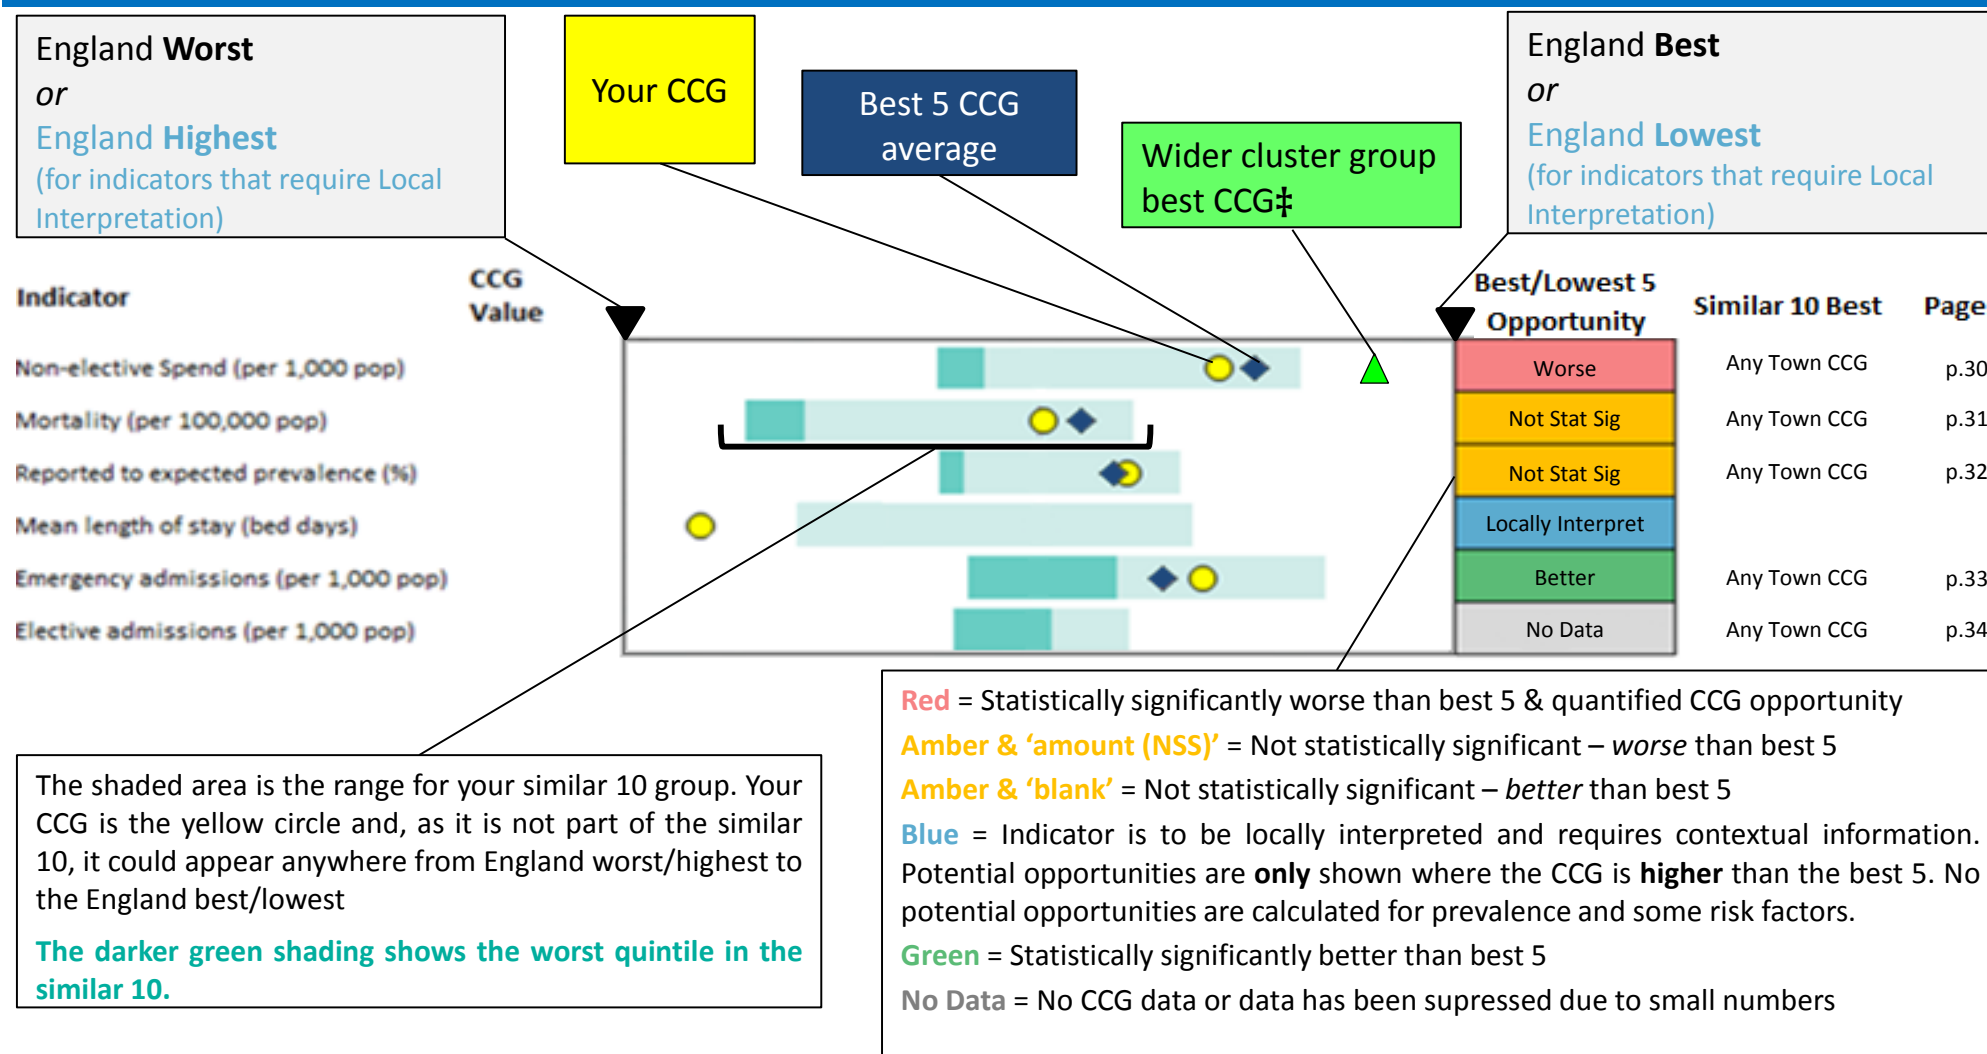 England Worst
or
England Highest
(for indicators that require Local
Interpretation)
Your CCG
Best 5 CCG
average
Wider cluster group
best CCG‡
England Best
or
England Lowest
(for indicators that require Local
Interpretation)
Indicator
CCG
Value
Best/Lowest 5
Opportunity
Similar 10 Best
Page
Non-elective Spend (per 1,000 pop)
Worse
Any Town CCG
p.30
Mortality (per 100,000 pop)
Not Stat Sig
Any Town CCG
p.31
Reported to expected prevalence (%)
Not Stat Sig
Any Town CCG
p.32
Mean length of stay (bed days)
Locally Interpret
Emergency admissions (per 1,000 pop)
Better
Any Town CCG
p.33
Elective admissions (per 1,000 pop)
No Data
Any Town CCG
p.34
The shaded area is the range for your similar 10 group. Your
CCG is the yellow circle and, as it is not part of the similar
10, it could appear anywhere from England worst/highest to
the England best/lowest
The darker green shading shows the worst quintile in the
similar 10.
Red = Statistically significantly worse than best 5 & quantified CCG opportunity
Amber & ‘amount (NSS)’ = Not statistically significant – worse than best 5
Amber & ‘blank’ = Not statistically significant – better than best 5
Blue = Indicator is to be locally interpreted and requires contextual information.
Potential opportunities are only shown where the CCG is higher than the best 5. No
potential opportunities are calculated for prevalence and some risk factors.
Green = Statistically significantly better than best 5
No Data = No CCG data or data has been supressed due to small numbers